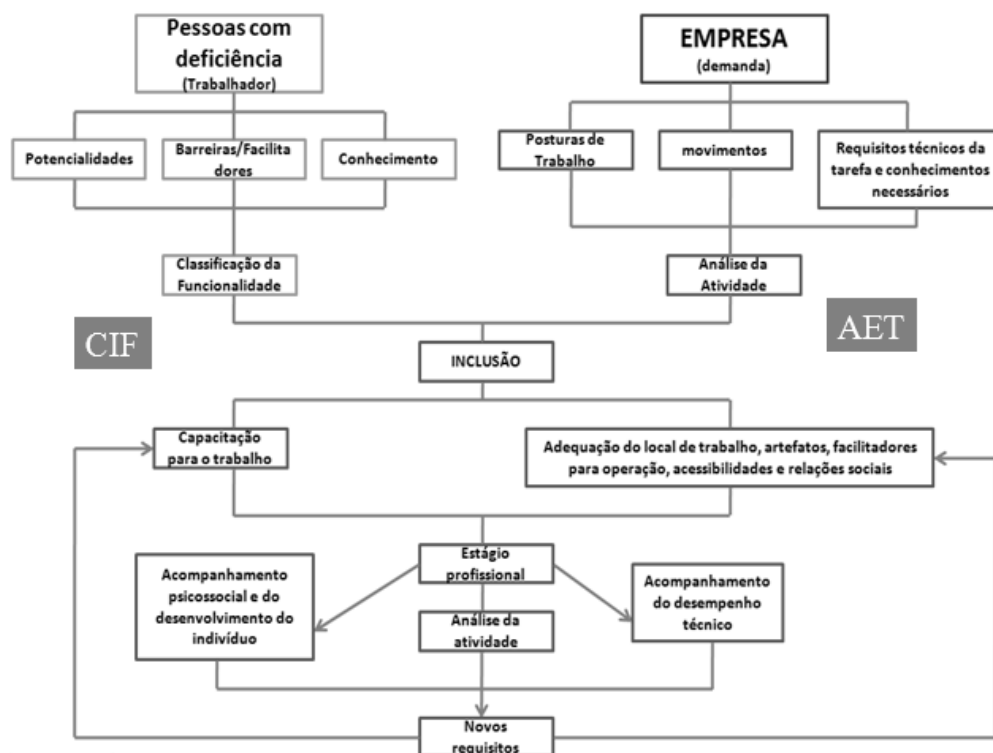 Pessoas com
deficiência
(Trabalhador)
EMPRESA
(demanda)
Potencialidades
Barreiras/Facilita
dores
Conhecimento
Posturas de
Trabalho
movimentos
Requisitos técnicos da
tarefa e conhecimentos
necessários
Classificação da
Funcionalidade
Análise da
Atividade
CIF
AET
INCLUSÃO
Capacitação
para o trabalho
Adequação do local de trabalho, artefatos, facilitadores
para operação, acessibilidades e relações sociais
Estágio
profissional
Acompanhamento
psicossocial e do
desenvolvimento do
indivíduo
Análise da
atividade
Acompanhamento
do desempenho
técnico
Novos
requisitos